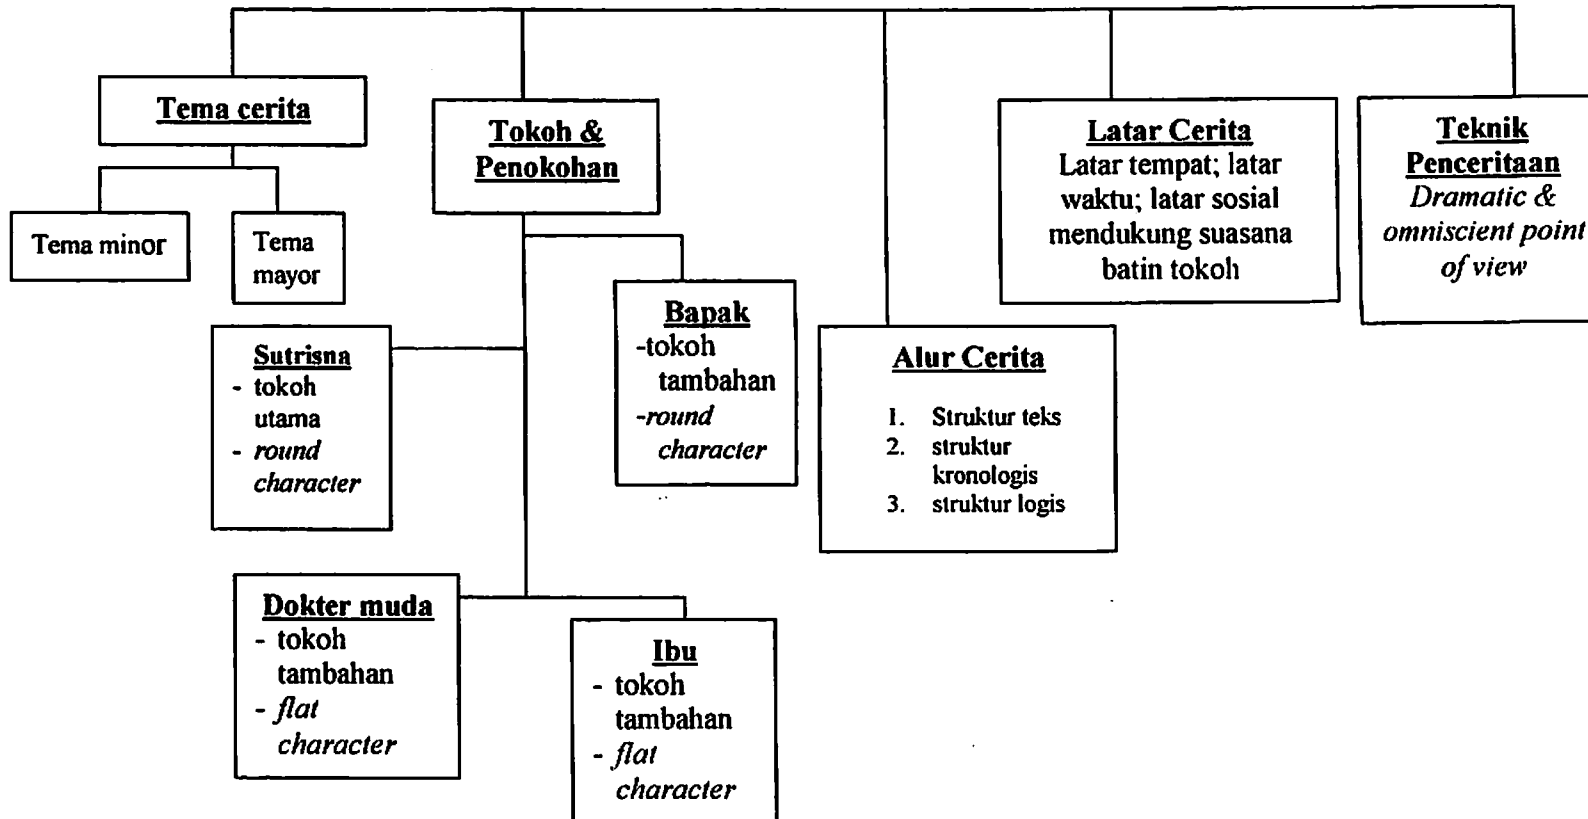 Tema cerita
Tema minor
Tema
mayor
Tokoh &
Penokohan
Sutrisna
- tokoh
utama
- round
character
Bapak
-tokoh
tambahan
-round
character
Dokter muda
- tokoh
tambahan
- flat
character
Ibu
- tokoh
tambahan
- flat
character
Alur Cerita
1. Struktur teks
2. struktur
kronologis
3. struktur logis
Latar Cerita
Latar tempat; latar
waktu; latar sosial
mendukung suasana
batin tokoh
Teknik
Penceritaan
Dramatic &
omniscient point
of view